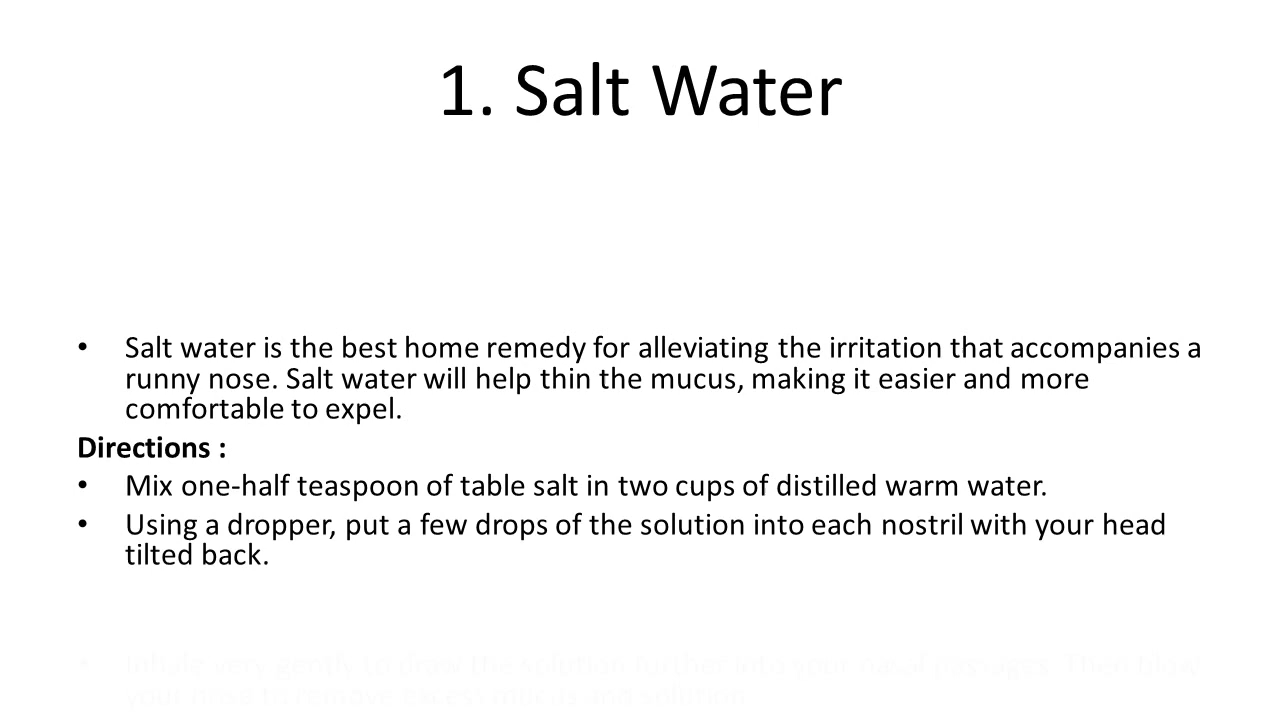 1. Salt Water
• Salt water is the best home remedy for alleviating the irritation that accompanies a
runny nose. Salt water will help thin the mucus, making it easier and more
comfortable to expel.
Directions :
• Mix one-half teaspoon of table salt in two cups of distilled warm water.
• Using a dropper, put a few drops of the solution into each nostril with your head
tilted back.
• Inhale very gently to draw the solution further into your nasal passages. Then blow
your nose to remove excess mucus and solution.